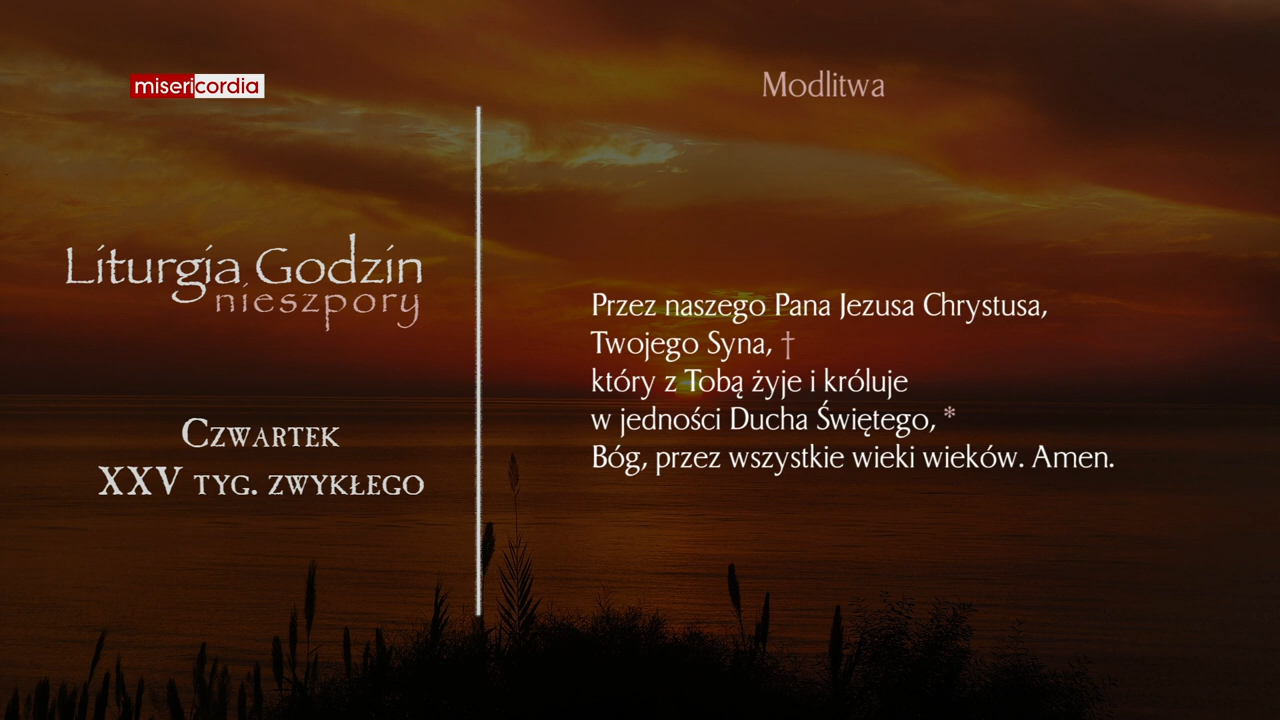 misericordia
Liturgia Godzin
nieszpory
Czwartek
XXV tyg. zwykłego
Modlitwa
Przez naszego Pana Jezusa Chrystusa,
Twojego Syna, †
który z Tobą żyje i króluje
w jedności Ducha Świętego, *
Bóg, przez wszystkie wieki wieków. Amen.